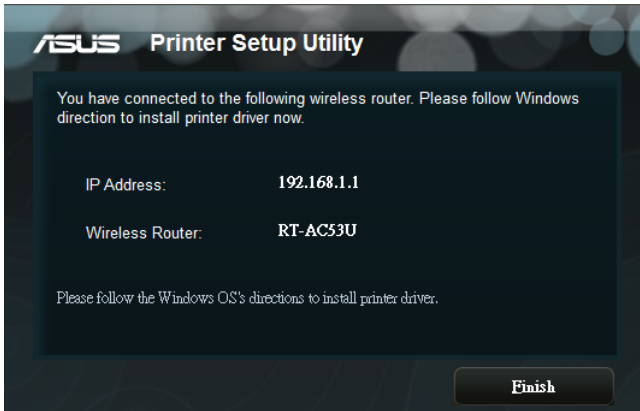 ASUS Printer Setup Utility
You have connected to the following wireless router. Please follow Windows
direction to install printer driver now.
IP Address: 192.168.1.1
Wireless Router: RT-AC53U
Please follow the Windows OS's directions to install printer driver.
Finish